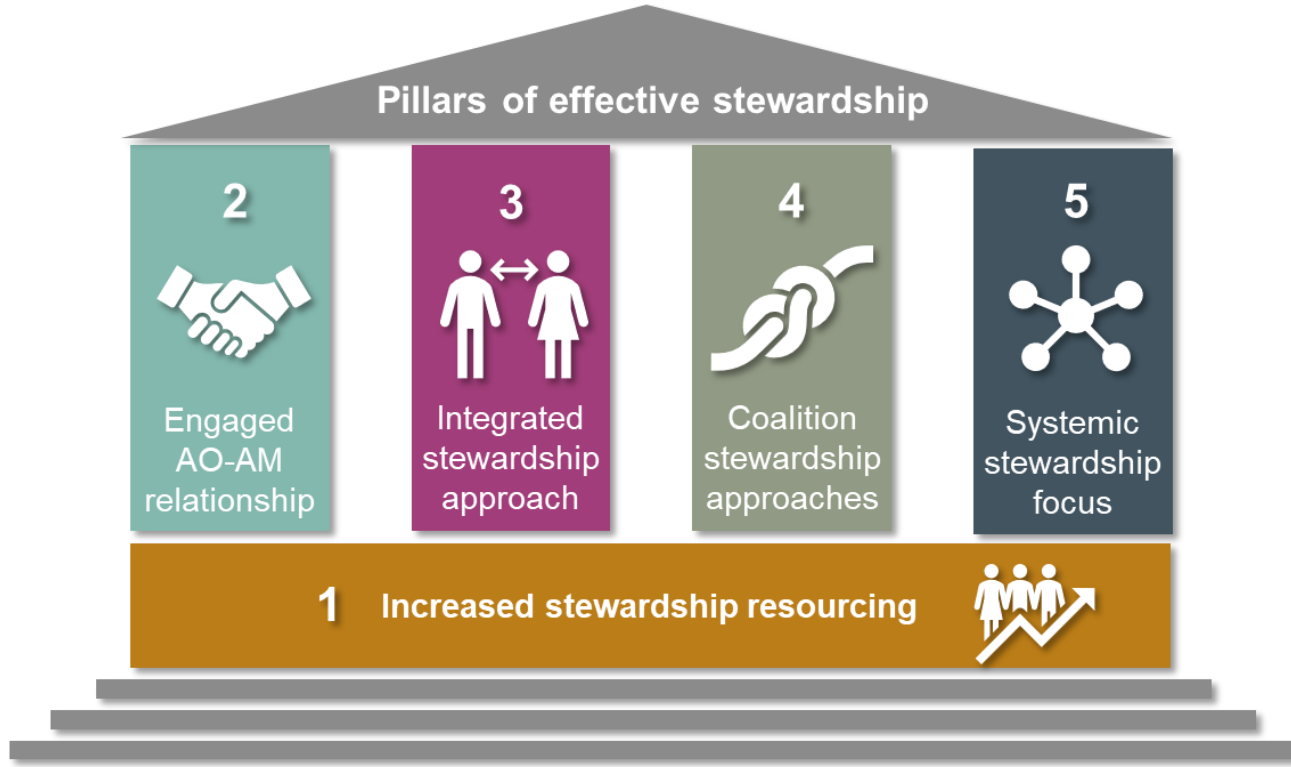 Pillars of effective stewardship
2
Engaged
AO-AM
relationship
3
Integrated
stewardship
approach
4
Coalition
stewardship
approaches
5
Systemic
stewardship
focus
1 Increased stewardship resourcing